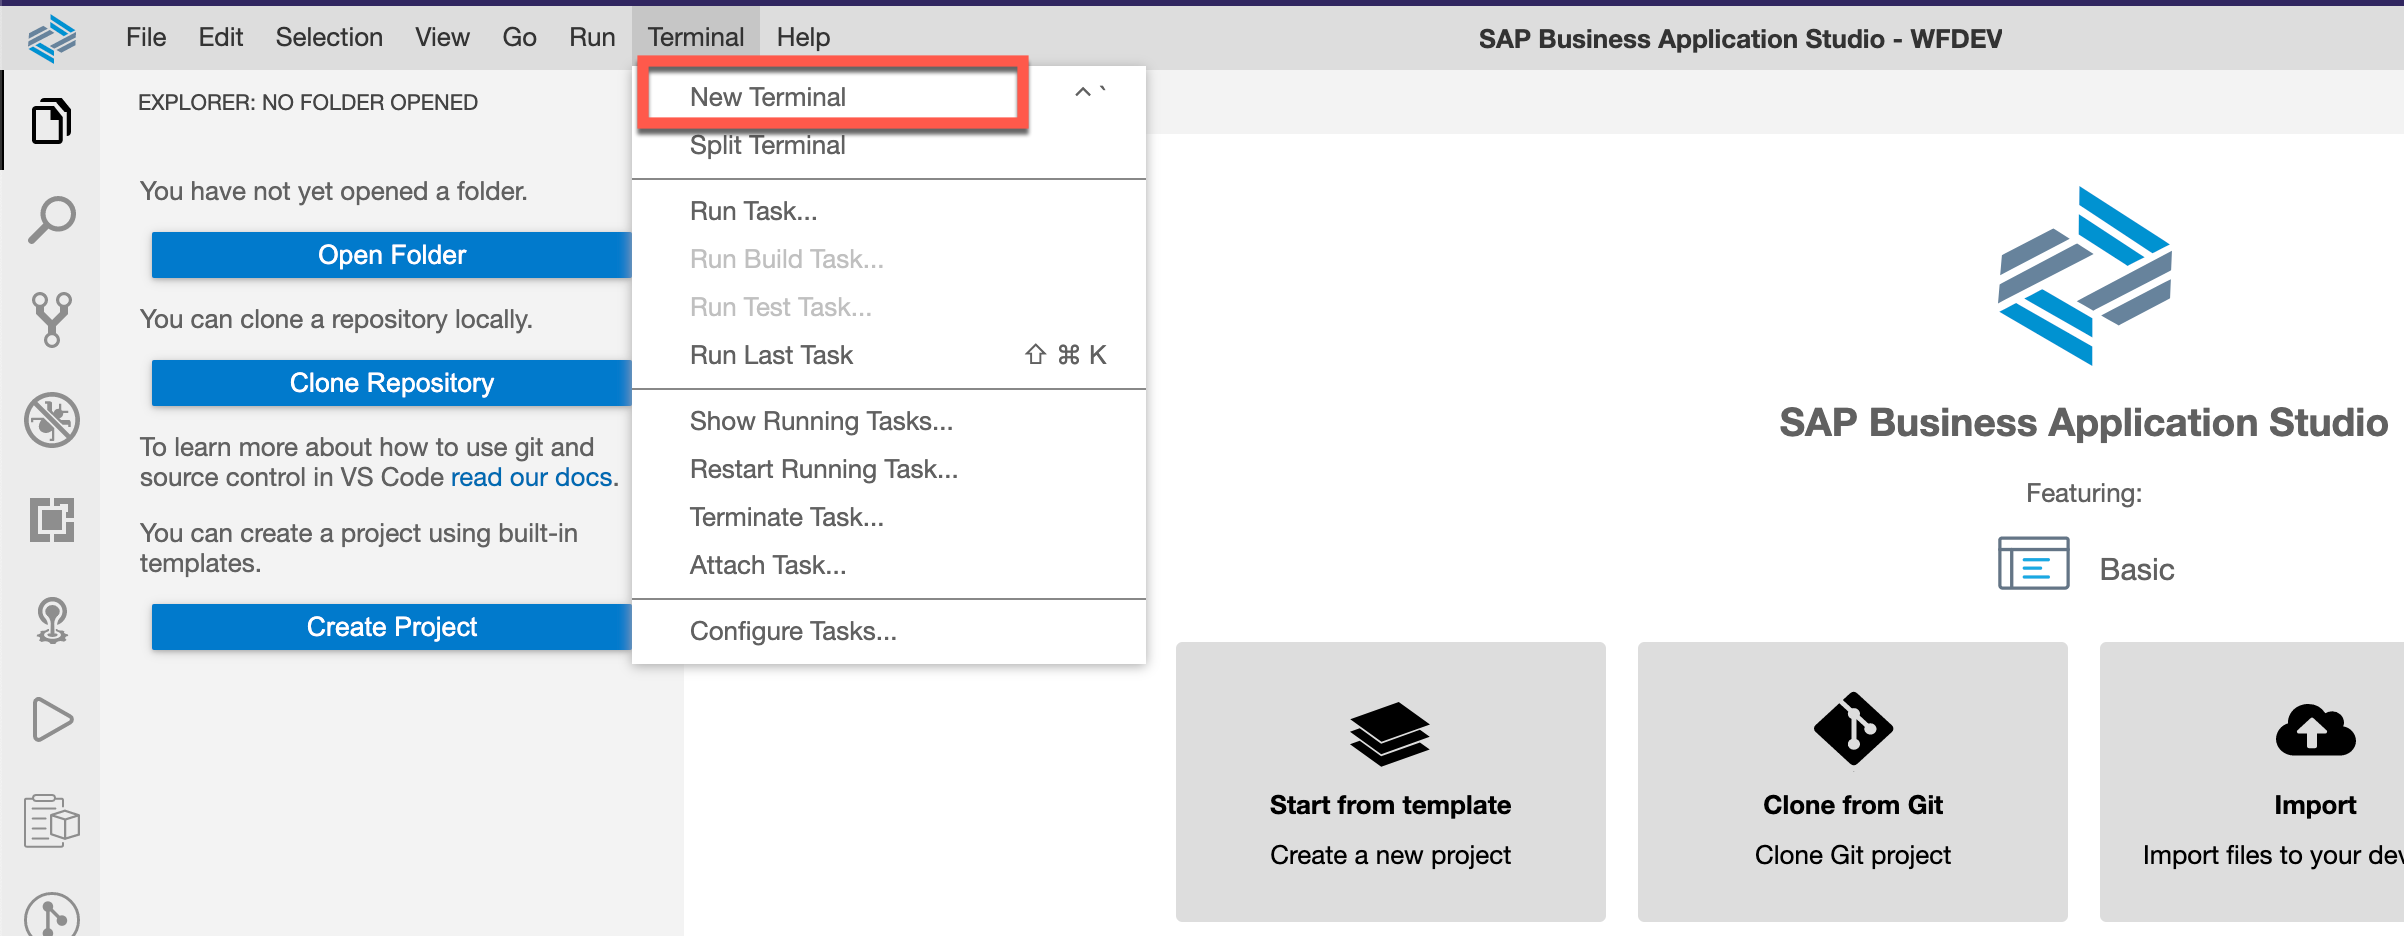 File Edit Selection View Go Run Terminal Help
SAP Business Application Studio - WFDEV
EXPLORER: NO FOLDER OPENED
You have not yet opened a folder.
Open Folder
You can clone a repository locally.
Clone Repository
To learn more about how to use git and
source control in VS Code read our docs.
You can create a project using built-in
templates.
Create Project
New Terminal ^ `
Split Terminal
Run Task...
Run Build Task...
Run Test Task...
Run Last Task ⇧ ⌘ K
Show Running Tasks...
Restart Running Task...
Terminate Task...
Attach Task...
Configure Tasks...
SAP Business Application Studio
Featuring:
Basic
Start from template
Create a new project
Clone from Git
Clone Git project
Import
Import files to your dev